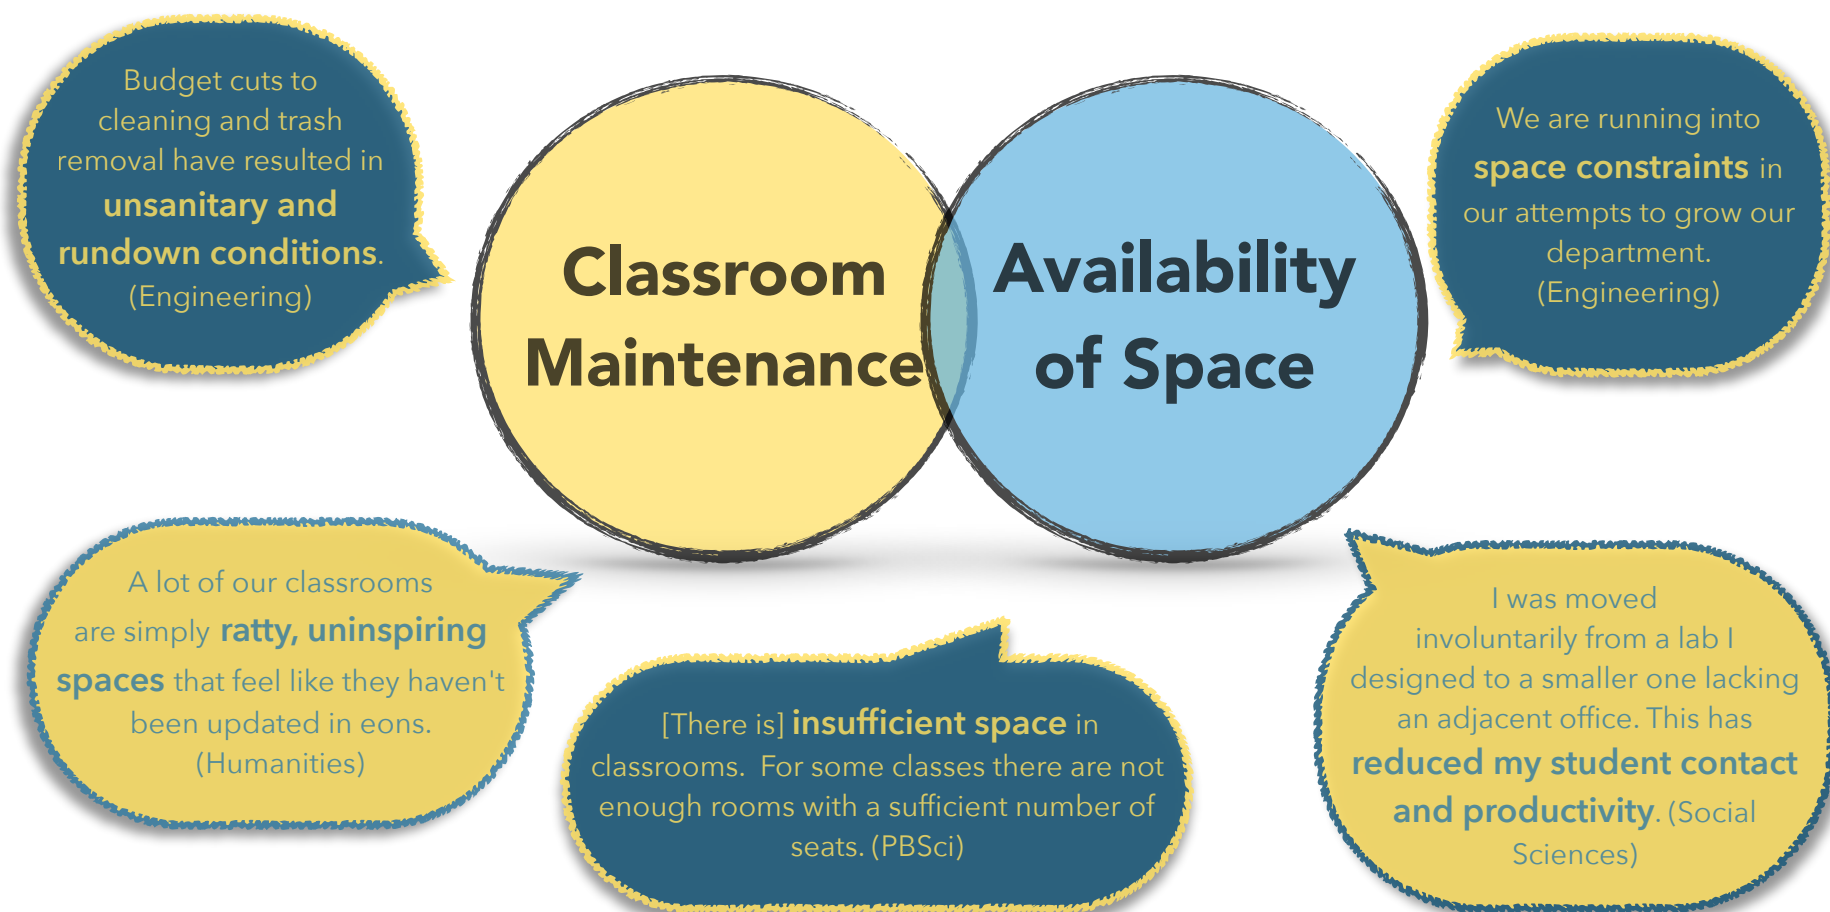 Budget cuts to
cleaning and trash
removal have resulted in
unsanitary and
rundown conditions.
(Engineering)
Classroom
Maintenance
Availability
of Space
We are running into
space constraints in
our attempts to grow our
department.
(Engineering)
A lot of our classrooms
are simply ratty, uninspiring
spaces that feel like they haven't
been updated in eons.
(Humanities)
[There is] insufficient space in
classrooms.  For some classes there are not
enough rooms with a sufficient number of
seats. (PBSci)
I was moved
involuntarily from a lab I
designed to a smaller one lacking
an adjacent office. This has
reduced my student contact
and productivity. (Social
Sciences)